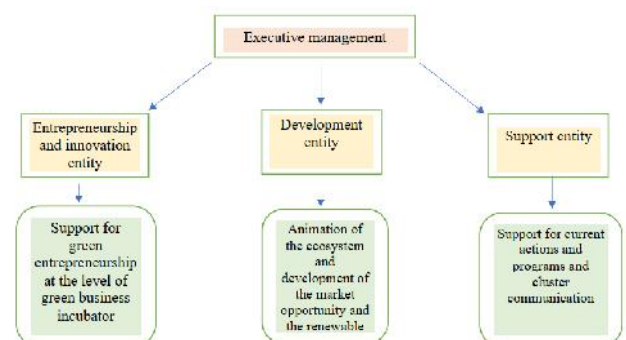 Executive management
Entrepreneurship
and innovation
entity
Development
entity
Support entity
Support for
green
entrepreneurship
at the level of
green business
incubator
Animation of
the ecosystem
and
development of
the market
opportunity and
the renewable
Support for current
actions and
programs and
cluster
communication